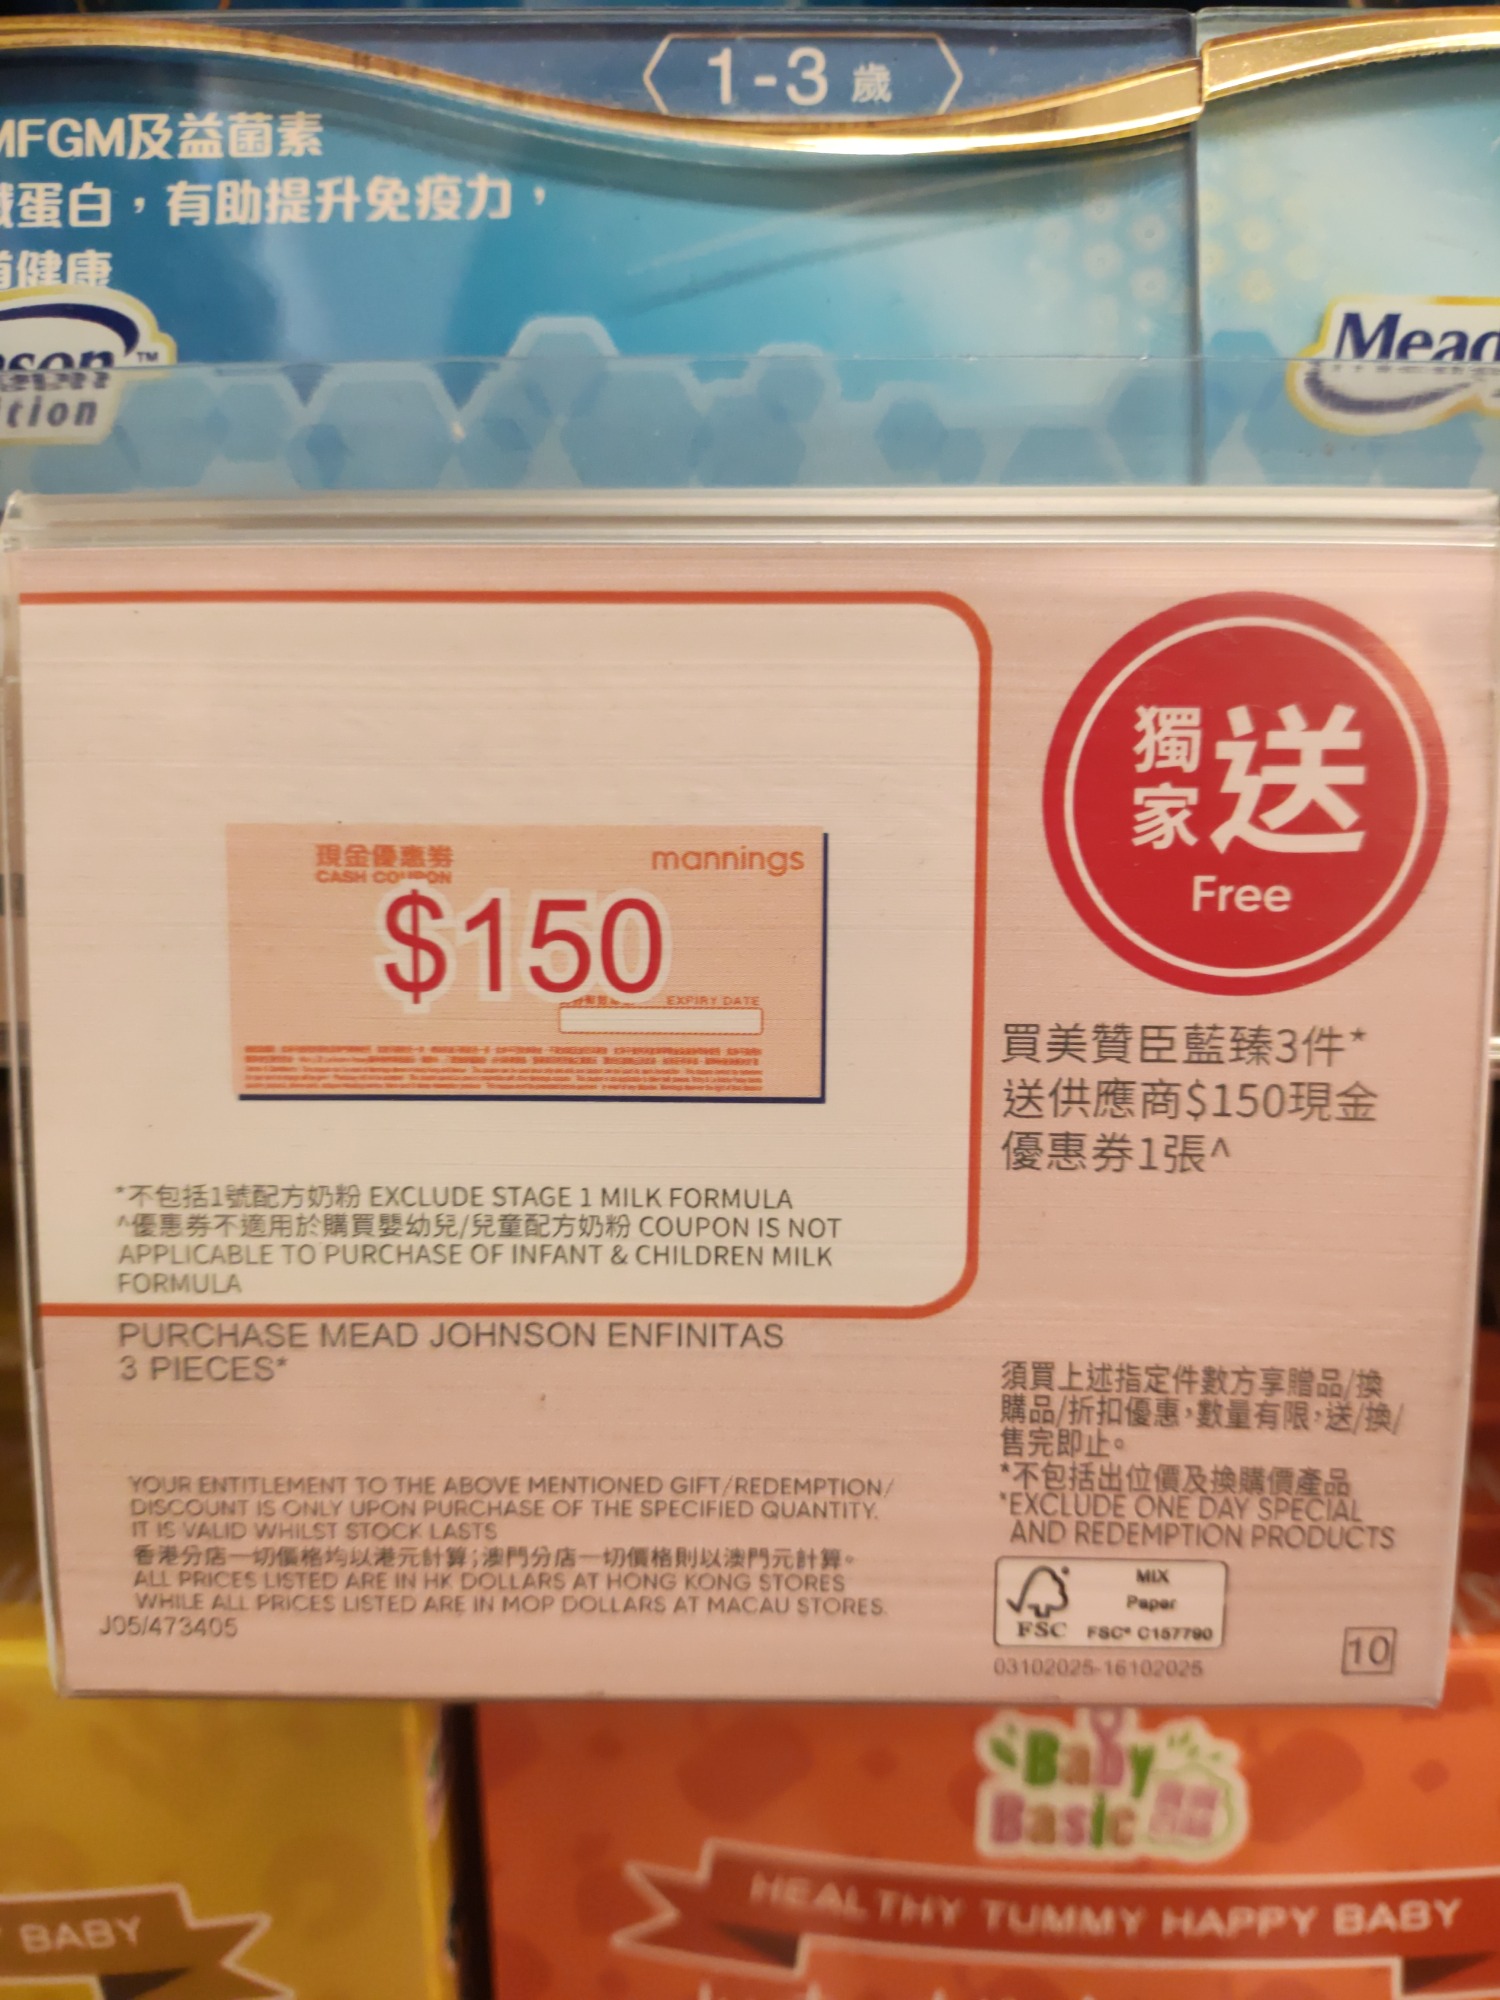 1-3 歲
MFGM及益菌素
蛋白，有助提升免疫力，
健康
TM
Mead
獨家 送
Free
現金優惠券
CASH COUPON
mannings
$150
EXPIRY DATE
買美贊臣藍臻3件*
送供應商$150現金
優惠券1張^
*不包括1號配方奶粉 EXCLUDE STAGE 1 MILK FORMULA
^優惠券不適用於購買嬰幼兒/兒童配方奶粉 COUPON IS NOT
APPLICABLE TO PURCHASE OF INFANT & CHILDREN MILK
FORMULA
PURCHASE MEAD JOHNSON ENFINITAS
3 PIECES*
須買上述指定件數方享贈品/換
購品/折扣優惠，數量有限，送/換/
售完即止。
*不包括出位價及換購價產品
*EXCLUDE ONE DAY SPECIAL
AND REDEMPTION PRODUCTS
YOUR ENTITLEMENT TO THE ABOVE MENTIONED GIFT/REDEMPTION/
DISCOUNT IS ONLY UPON PURCHASE OF THE SPECIFIED QUANTITY.
IT IS VALID WHILST STOCK LASTS
香港分店一切價格均以港元計算；澳門分店一切價格則以澳門元計算。
ALL PRICES LISTED ARE IN HK DOLLARS AT HONG KONG STORES
WHILE ALL PRICES LISTED ARE IN MOP DOLLARS AT MACAU STORES.
J05/473405
MIX
Paper
FSC FSC® C157790
03102025-16102025
10
Baby
Basic
HEALTHY TUMMY HAPPY BABY
BABY